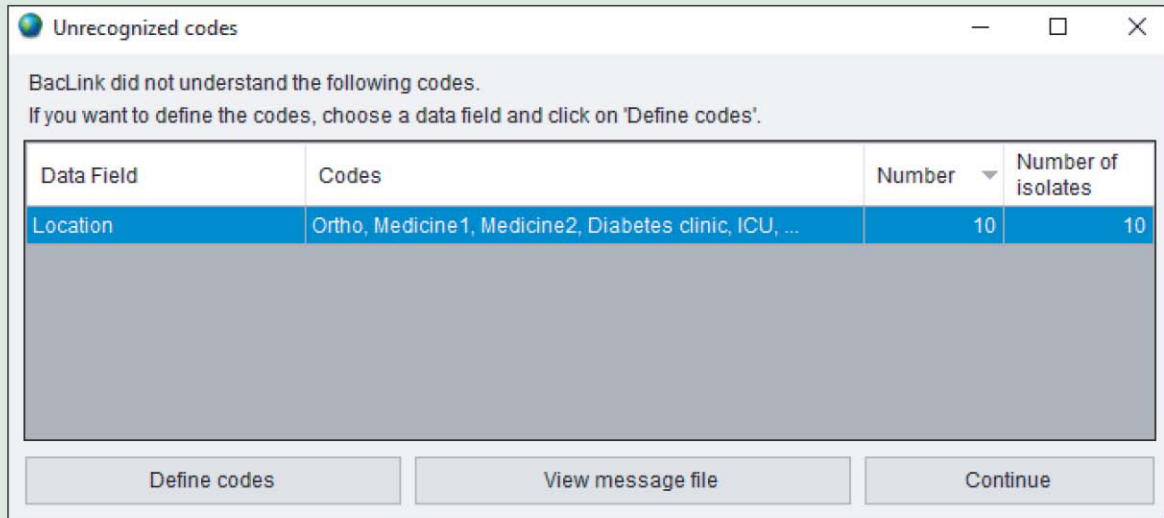 Unrecognized codes
BacLink did not understand the following codes.
If you want to define the codes, choose a data field and click on 'Define codes'.
Data Field Codes Number Number of
isolates
Location Ortho, Medicine1, Medicine2, Diabetes clinic, ICU, ... 10 10
Define codes View message file Continue